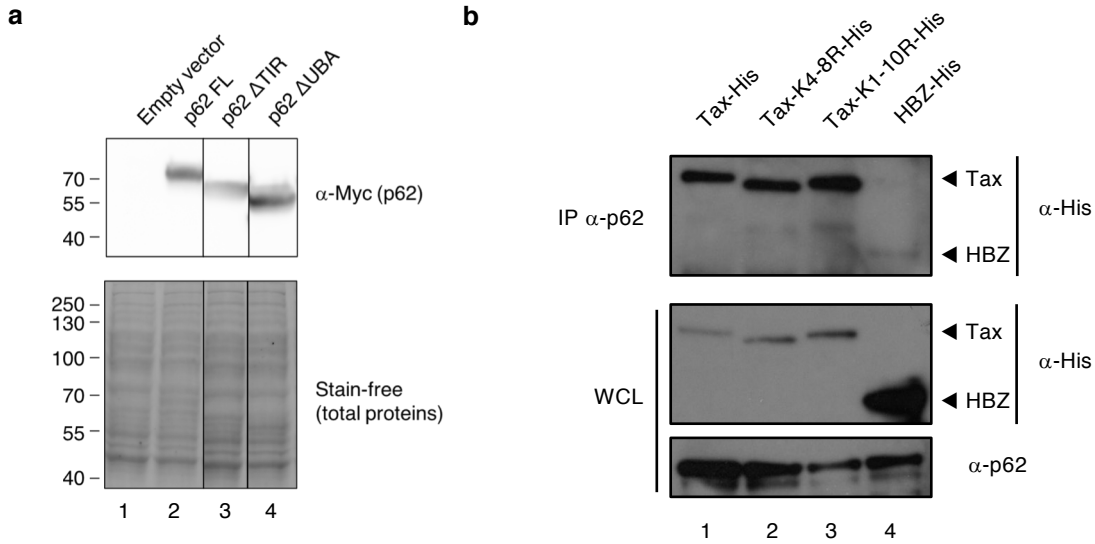 a
Empty vector
p62 FL
p62 ΔTIR
p62 ΔUBA
70
55
40
α-Myc (p62)
250
130
100
70
55
40
Stain-free
(total proteins)
1 2 3 4
b
Tax-His
Tax-K4-8R-His
Tax-K1-10R-His
HBZ-His
IP α-p62
Tax
HBZ
α-His
WCL
Tax
HBZ
α-His
α-p62
1 2 3 4